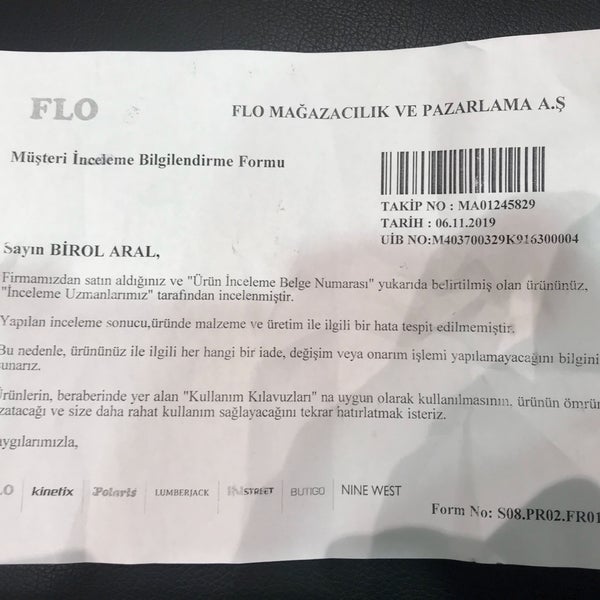 FLO
FLO MAĞAZACILIK VE PAZARLAMA A.Ş
Müşteri İnceleme Bilgilendirme Formu
TAKİP NO : MA01245829
TARİH : 06.11.2019
UİB NO:M403700329K916300004
Sayın BİROL ARAL,
Firmamızdan satın aldığınız ve "Ürün İnceleme Belge Numarası" yukarıda belirtilmiş olan ürününüz,
"İnceleme Uzmanlarımız" tarafından incelenmiştir.
Yapılan inceleme sonucu,üründe malzeme ve üretim ile ilgili bir hata tespit edilmemiştir.
Bu nedenle, ürününüz ile ilgili her hangi bir iade, değişim veya onarım işlemi yapılamayacağını bilgini
sunarız.
Ürünlerin, beraberinde yer alan "Kullanım Kılavuzları" na uygun olarak kullanılmasının, ürünün ömrün
zatacağı ve size daha rahat kullanım sağlayacağını tekrar hatırlatmak isteriz.
aygılarımızla,
LO kinetix Polaris LUMBERJACK INSTREET BUTIGO NINE WEST
Form No: S08.PR02.FR01